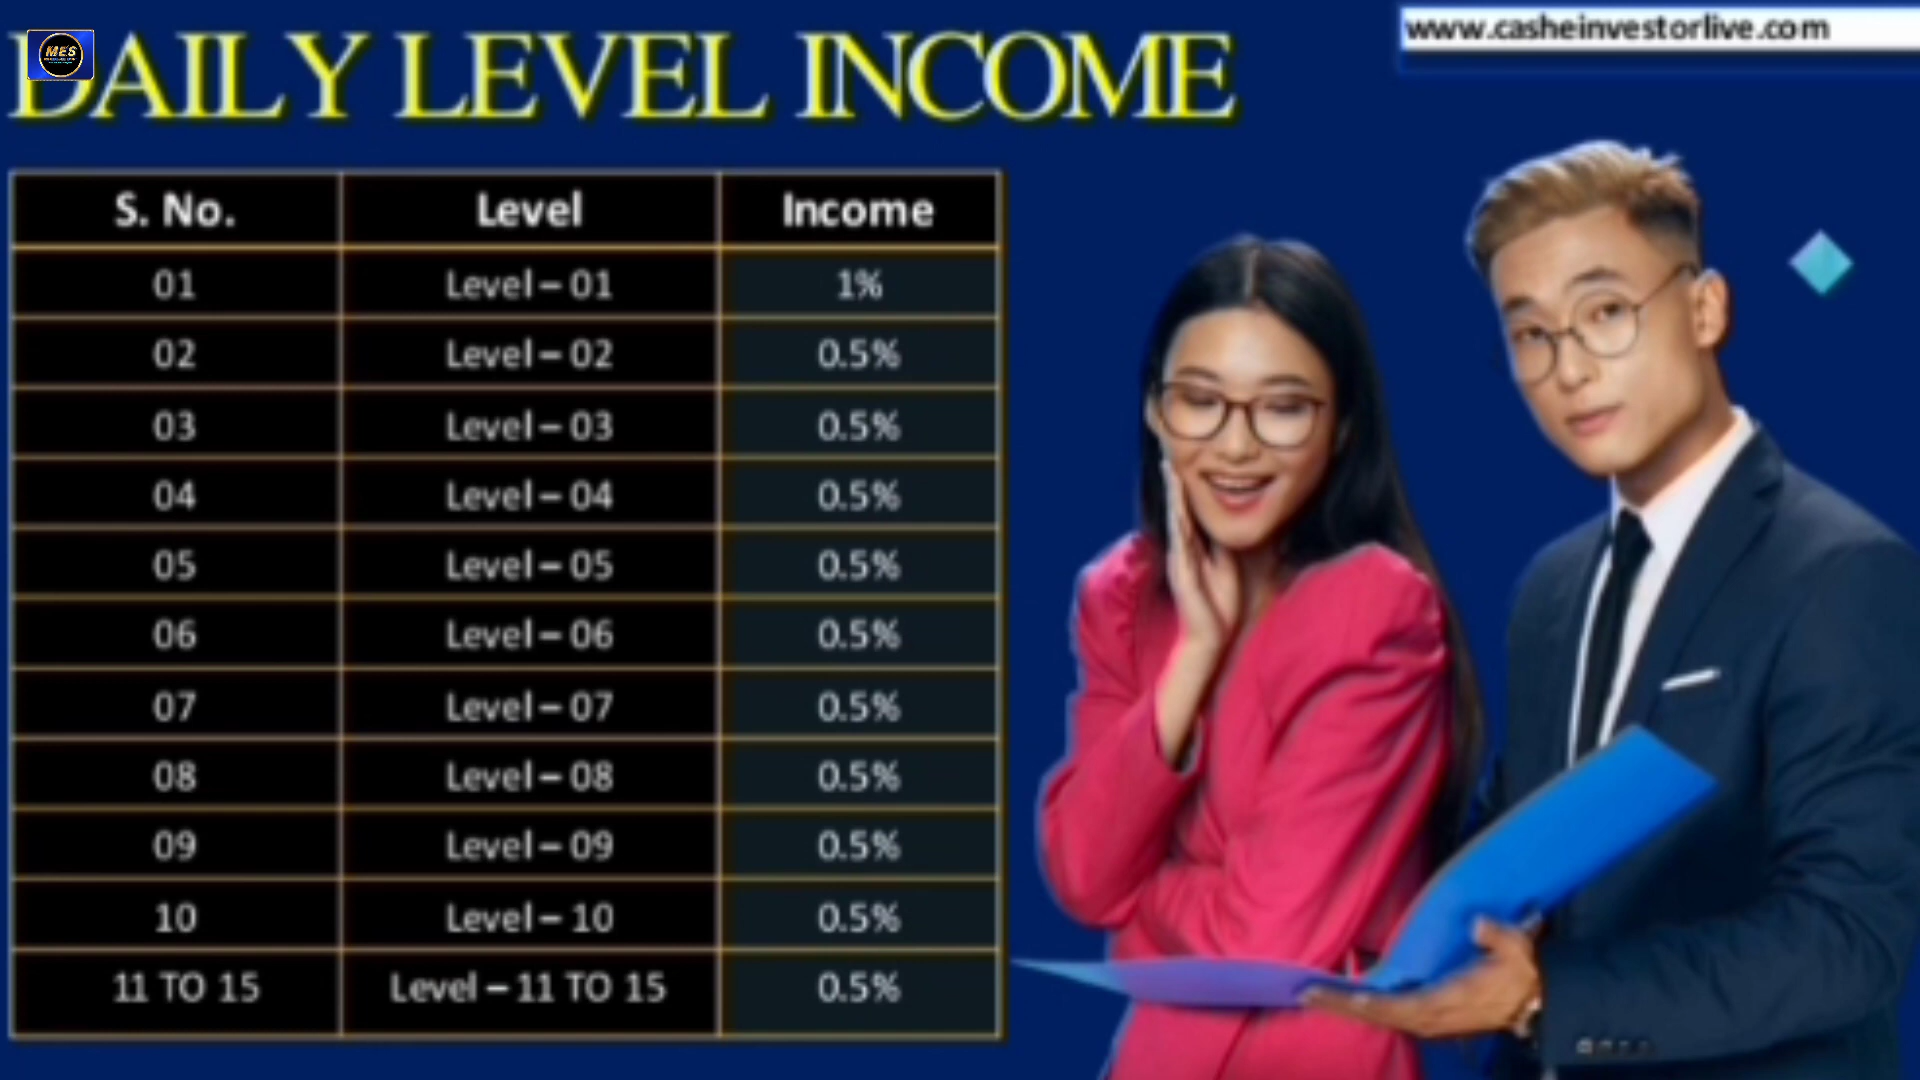 www.casheinvestorlive.com
MES
DAILY LEVEL INCOME
S. No. Level Income
01 Level – 01 1%
02 Level – 02 0.5%
03 Level – 03 0.5%
04 Level – 04 0.5%
05 Level – 05 0.5%
06 Level – 06 0.5%
07 Level – 07 0.5%
08 Level – 08 0.5%
09 Level – 09 0.5%
10 Level – 10 0.5%
11 TO 15 Level – 11 TO 15 0.5%